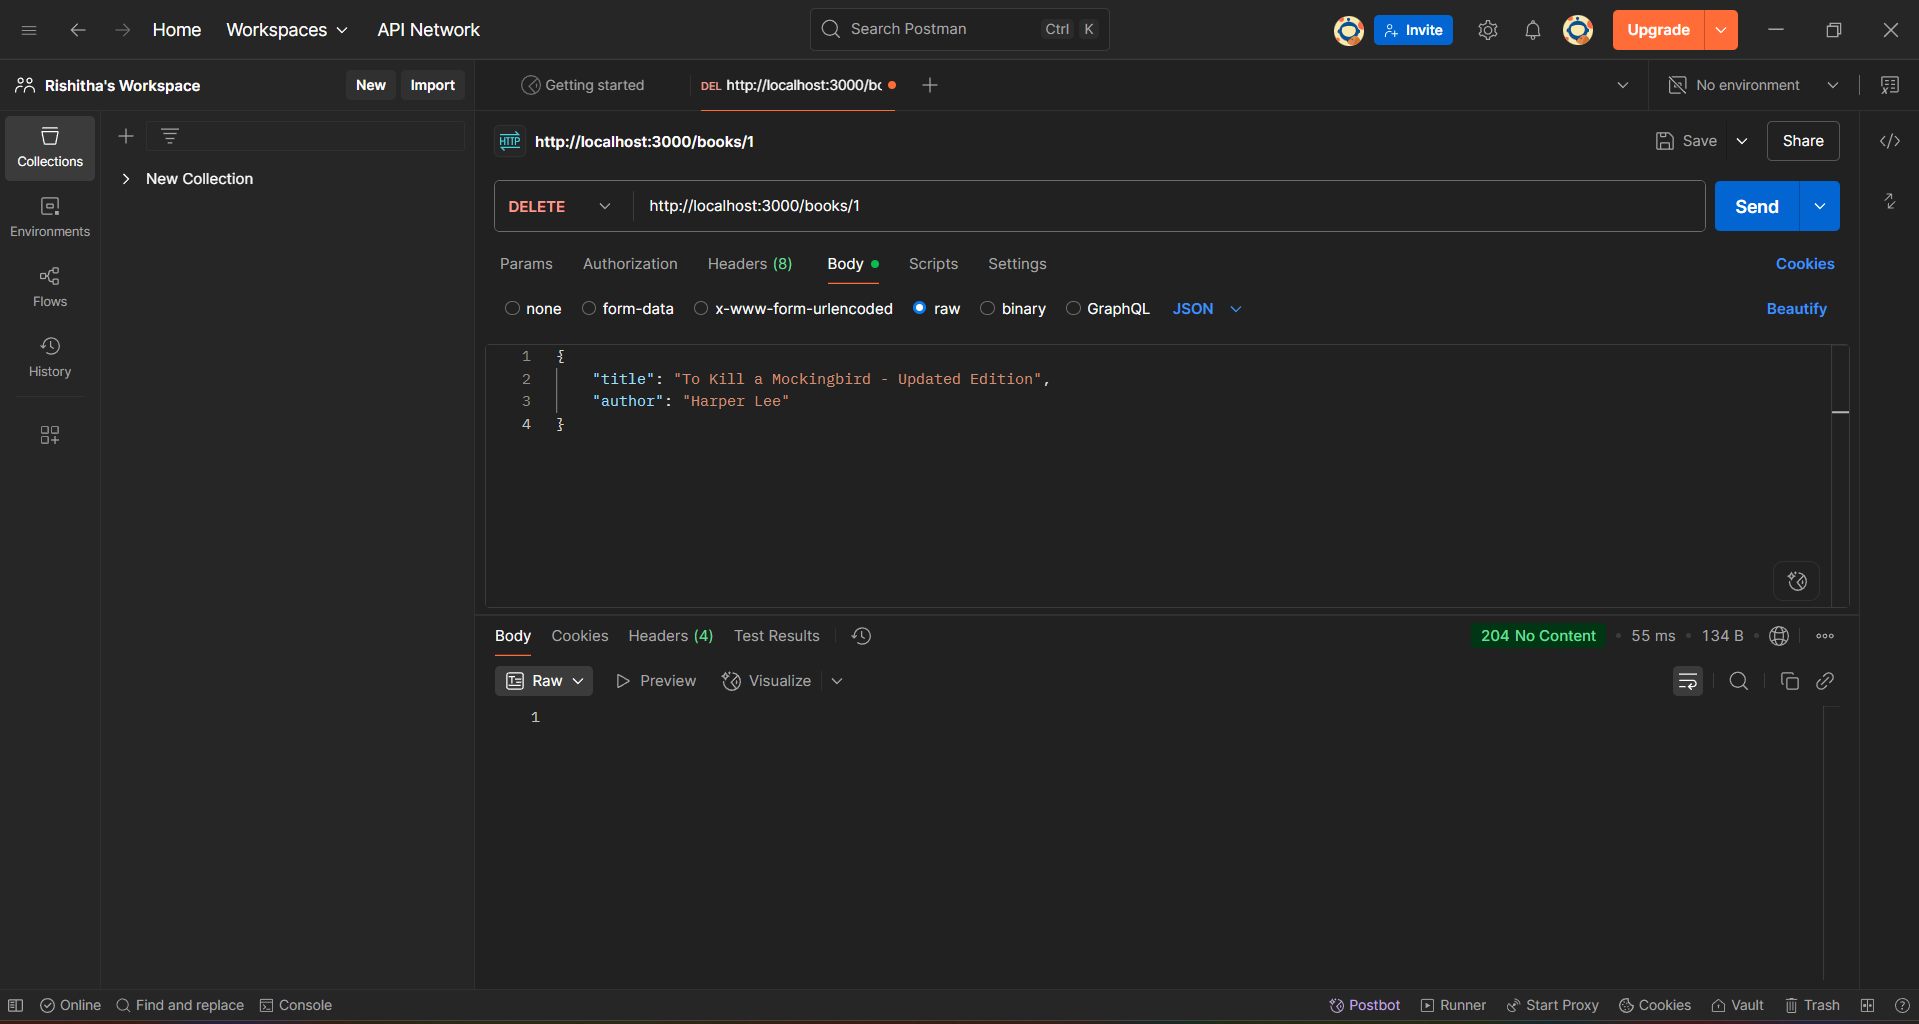 Home Workspaces API Network Search Postman Ctrl K Invite Upgrade
Rishitha's Workspace New Import Getting started DEL http://localhost:3000/bo No environment
Collections
Environments
Flows
History
New Collection
HTTP http://localhost:3000/books/1 Save Share
DELETE http://localhost:3000/books/1 Send
Params Authorization Headers (8) Body Scripts Settings Cookies
none form-data x-www-form-urlencoded raw binary GraphQL JSON Beautify
1 {
2 "title": "To Kill a Mockingbird - Updated Edition",
3 "author": "Harper Lee"
4 }
Body Cookies Headers (4) Test Results 204 No Content • 55 ms • 134 B
Raw Preview Visualize
1
Online Find and replace Console Postbot Runner Start Proxy Cookies Vault Trash